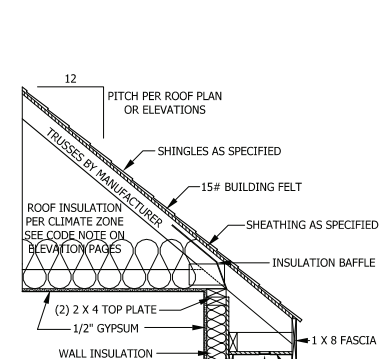 12
PITCH PER ROOF PLAN
OR ELEVATIONS
TRUSSES BY MANUFACTURER
SHINGLES AS SPECIFIED
15# BUILDING FELT
ROOF INSULATION
PER CLIMATE ZONE
SEE CODE NOTE ON
ELEVATION PAGES
SHEATHING AS SPECIFIED
INSULATION BAFFLE
(2) 2 X 4 TOP PLATE
1/2" GYPSUM
1 X 8 FASCIA
WALL INSULATION